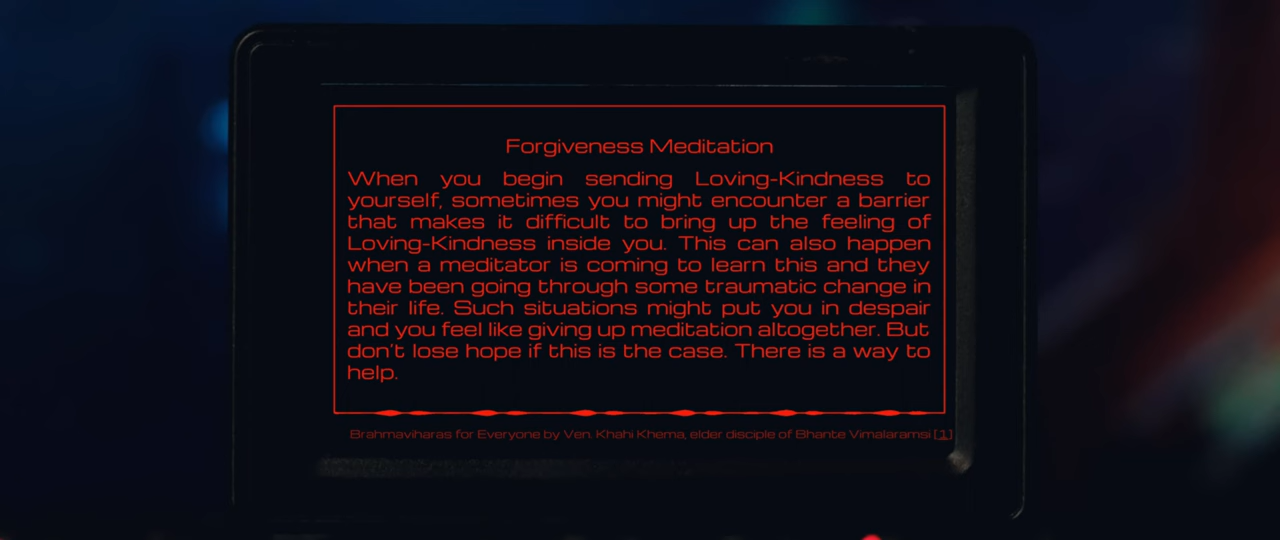 Forgiveness Meditation
When you begin sending Loving-Kindness to
yourself, sometimes you might encounter a barrier
that makes it difficult to bring up the feeling of
Loving-Kindness inside you. This can also happen
when a meditator is coming to learn this and they
have been going through some traumatic change in
their life. Such situations might put you in despair
and you feel like giving up meditation altogether. But
don't lose hope if this is the case. There is a way to
help.
Brahmaviharas for Everyone by Ven. Khahi Khema, elder disciple of Bhante Vimalaramsi [1]